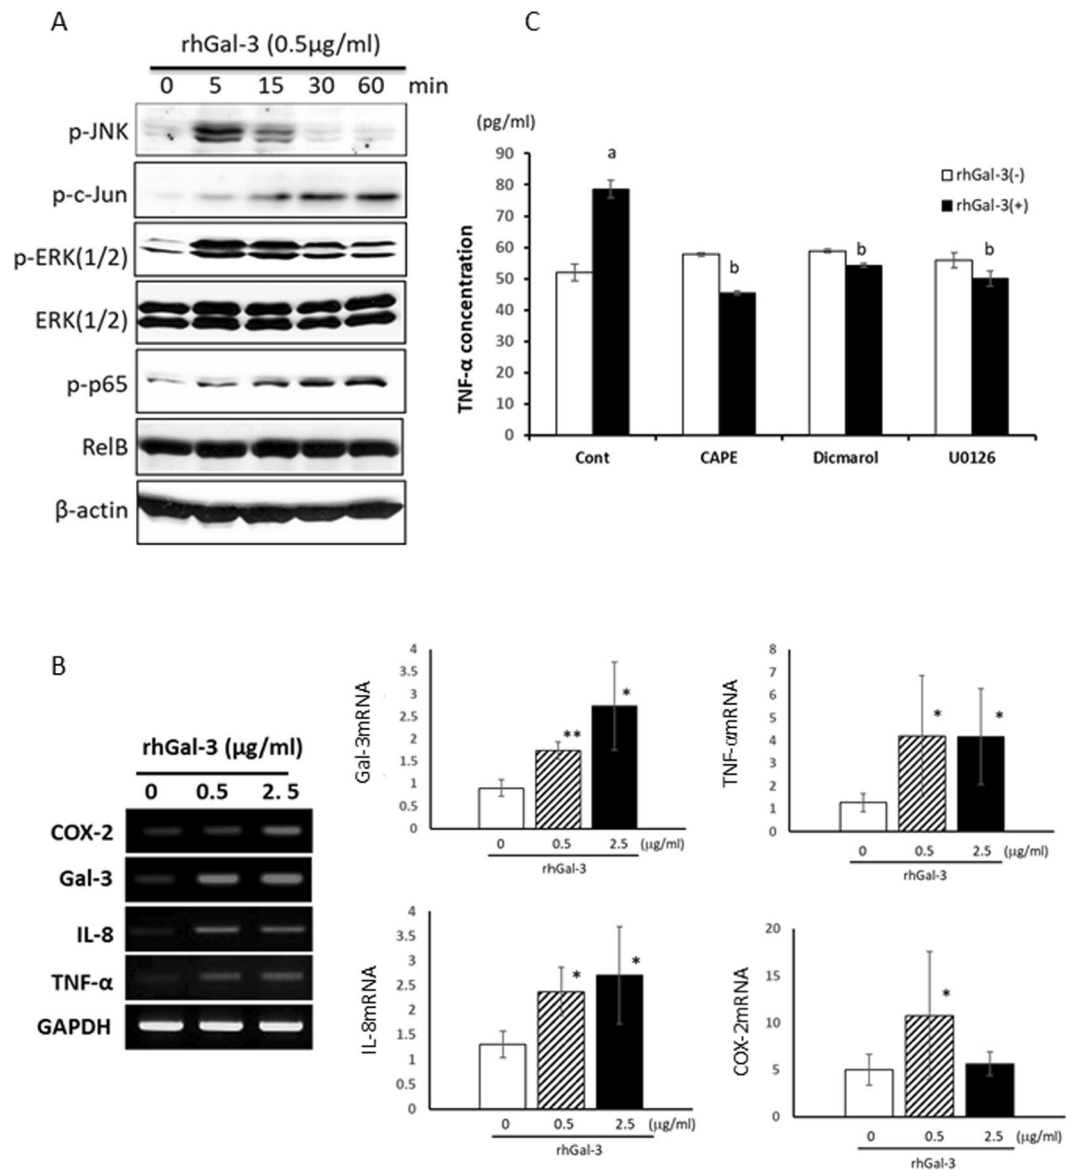 A
rhGal-3 (0.5μg/ml)
0 5 15 30 60 min
p-JNK
p-c-Jun
p-ERK(1/2)
ERK(1/2)
p-p65
RelB
β-actin
C
(pg/ml)
TNF-α concentration
90
80
70
60
50
40
30
20
10
0
a
b
b
b
rhGal-3(-)
rhGal-3(+)
Cont CAPE Dicmarol U0126
B
rhGal-3 (μg/ml)
0 0.5 2.5
COX-2
Gal-3
IL-8
TNF-α
GAPDH
Gal-3mRNA
4
3.5
3
2.5
2
1.5
1
0.5
0
**
*
0 0.5 2.5 (μg/ml)
rhGal-3
TNF-αmRNA
8
7
6
5
4
3
2
1
0
*
*
0 0.5 2.5 (μg/ml)
rhGal-3
IL-8mRNA
4
3.5
3
2.5
2
1.5
1
0.5
0
*
*
0 0.5 2.5 (μg/ml)
rhGal-3
COX-2mRNA
20
15
10
5
0
*
0 0.5 2.5 (μg/ml)
rhGal-3